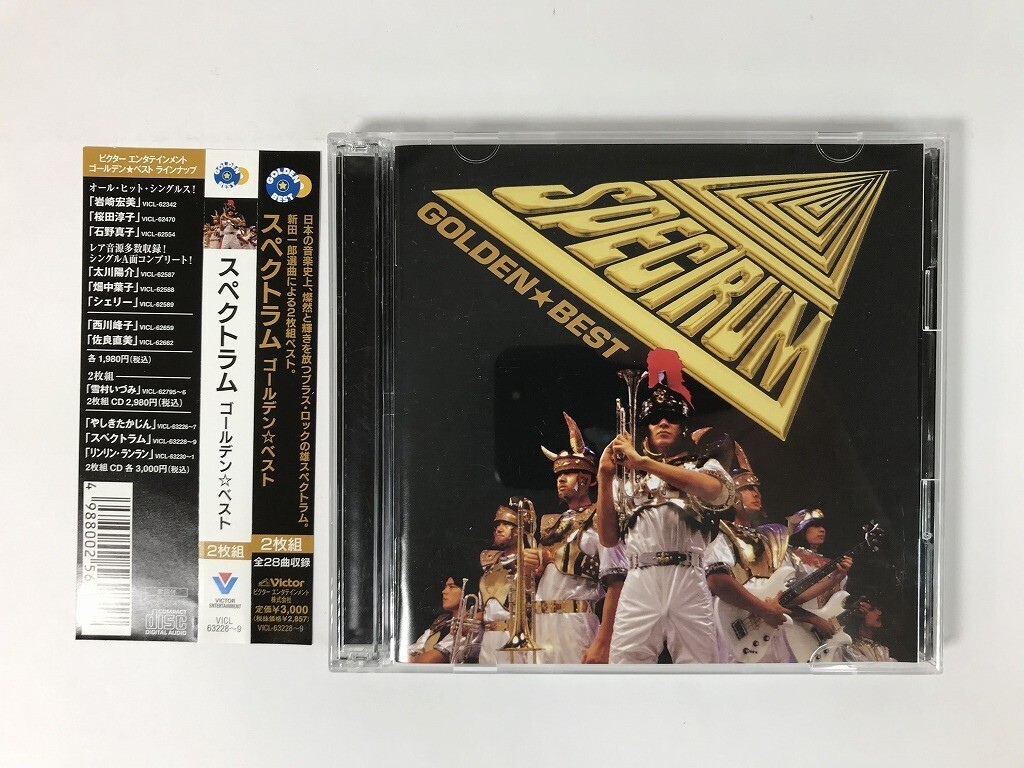 ビクター エンタテインメント
ゴールデン★ベスト ラインナップ
オール・ヒット・シングルス!
「岩崎宏美」VICL-62342
「桜田淳子」VICL-62470
「石野真子」VICL-62554
レア音源多数収録!
シングルA面コンプリート!
「太川陽介」VICL-62587
「畑中葉子」VICL-62588
「シェリー」VICL-62589
「西川峰子」VICL-62659
「佐良直美」VICL-62662
各1,980円(税込)
2枚組
「雪村いづみ」VICL-62795~6
2枚組 CD 2,980円(税込)
「やしきたかじん」VICL-63226~7
「スペクトラム」VICL-63228~9
「リンリン・ランラン」VICL-63230~1
2枚組 CD 各 3,000円(税込)
4 988002 56
COMPACT
disc
DIGITAL AUDIO
スペクトラム ゴールデン☆ベスト
2枚組
VICTOR
ENTERTAINMENT
VICL
63228~9
GOLDEN
BEST
日本の音楽史上、燦然と輝きを放つブラス・ロックの雄スペクトラム。
新田一郎選曲による2枚組ベスト。
スペクトラム ゴールデン☆ベスト
2枚組
全28曲収録
Victor
ビクター エンタテインメント
株式会社
定価¥3,000
(税抜価格¥2,857)
VICL-63228~9
SPECTRUM
GOLDEN★BEST